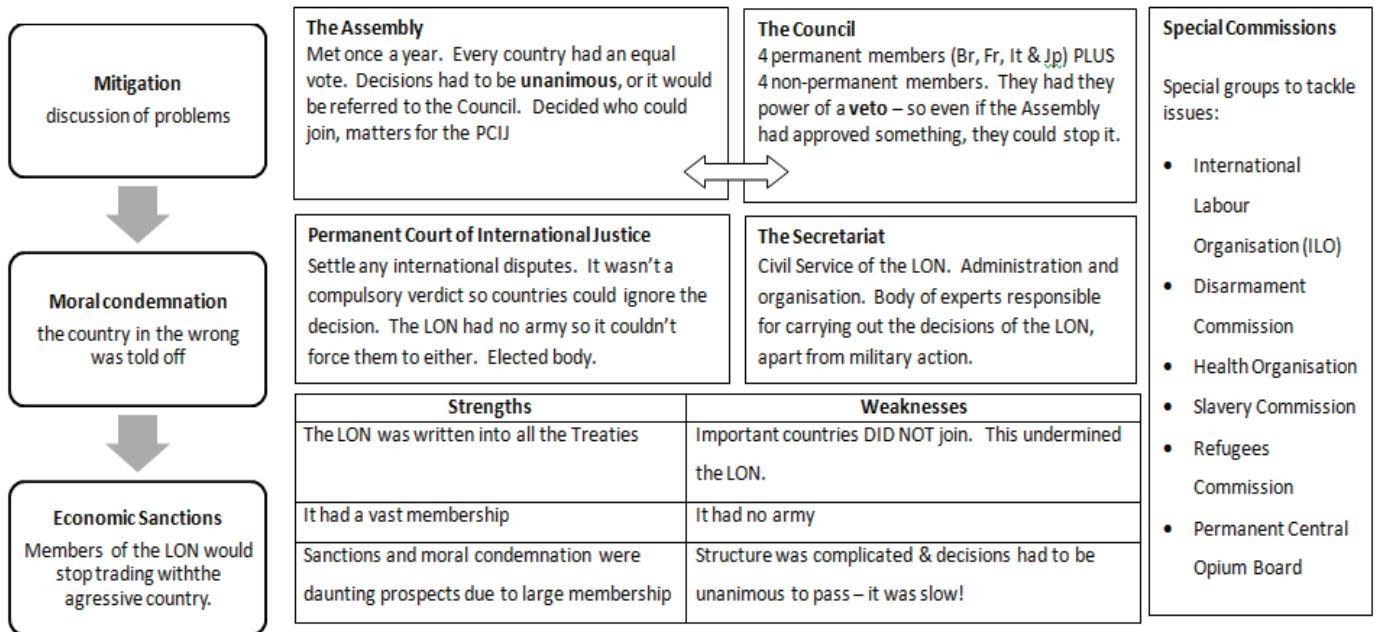 Mitigation
discussion of problems
Moral condemnation
the country in the wrong
was told off
Economic Sanctions
Members of the LON would
stop trading withthe
agressive country.
The Assembly
Met once a year. Every country had an equal
vote. Decisions had to be unanimous, or it would
be referred to the Council. Decided who could
join, matters for the PCIJ
The Council
4 permanent members (Br, Fr, It & Jp) PLUS
4 non-permanent members. They had they
power of a veto – so even if the Assembly
had approved something, they could stop it.
Permanent Court of International Justice
Settle any international disputes. It wasn't a
compulsory verdict so countries could ignore the
decision. The LON had no army so it couldn't
force them to either. Elected body.
The Secretariat
Civil Service of the LON. Administration and
organisation. Body of experts responsible
for carrying out the decisions of the LON,
apart from military action.
Strengths
Weaknesses
The LON was written into all the Treaties
Important countries DID NOT join. This undermined
the LON.
It had a vast membership
It had no army
Sanctions and moral condemnation were
daunting prospects due to large membership
Structure was complicated & decisions had to be
unanimous to pass – it was slow!
Special Commissions
Special groups to tackle
issues:
• International
Labour
Organisation (ILO)
• Disarmament
Commission
• Health Organisation
• Slavery Commission
• Refugees
Commission
• Permanent Central
Opium Board